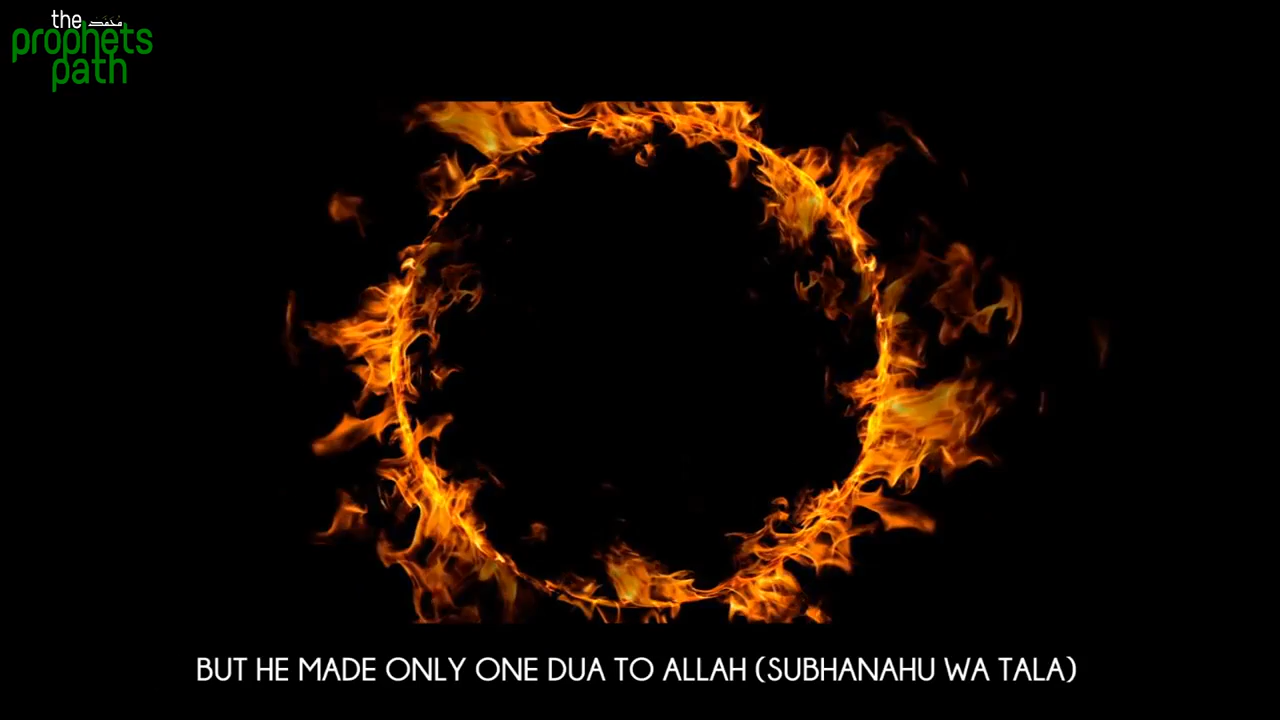 the
prophets
path
BUT HE MADE ONLY ONE DUA TO ALLAH (SUBHANAHU WA TALA)